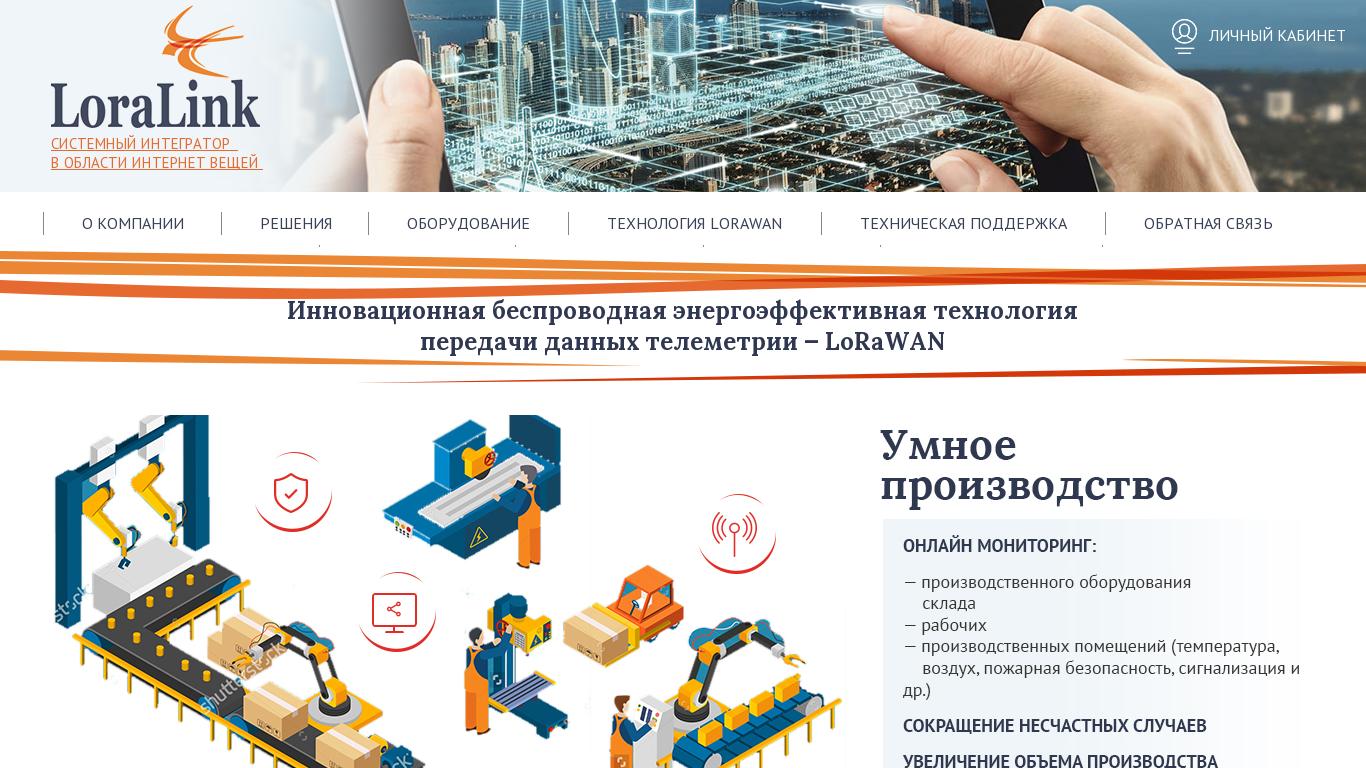 ЛИЧНЫЙ КАБИНЕТ
LoraLink
СИСТЕМНЫЙ ИНТЕГРАТОР
В ОБЛАСТИ ИНТЕРНЕТ ВЕЩЕЙ
О КОМПАНИИ
РЕШЕНИЯ
ОБОРУДОВАНИЕ
ТЕХНОЛОГИЯ LORAWAN
ТЕХНИЧЕСКАЯ ПОДДЕРЖКА
ОБРАТНАЯ СВЯЗЬ
Инновационная беспроводная энергоэффективная технология
передачи данных телеметрии – LoRaWAN
Умное
производство
ОНЛАЙН МОНИТОРИНГ:
— производственного оборудования
склада
— рабочих
— производственных помещений (температура,
воздух, пожарная безопасность, сигнализация и
др.)
СОКРАЩЕНИЕ НЕСЧАСТНЫХ СЛУЧАЕВ
УВЕЛИЧЕНИЕ ОБЪЕМА ПРОИЗВОДСТВА
shutterstock